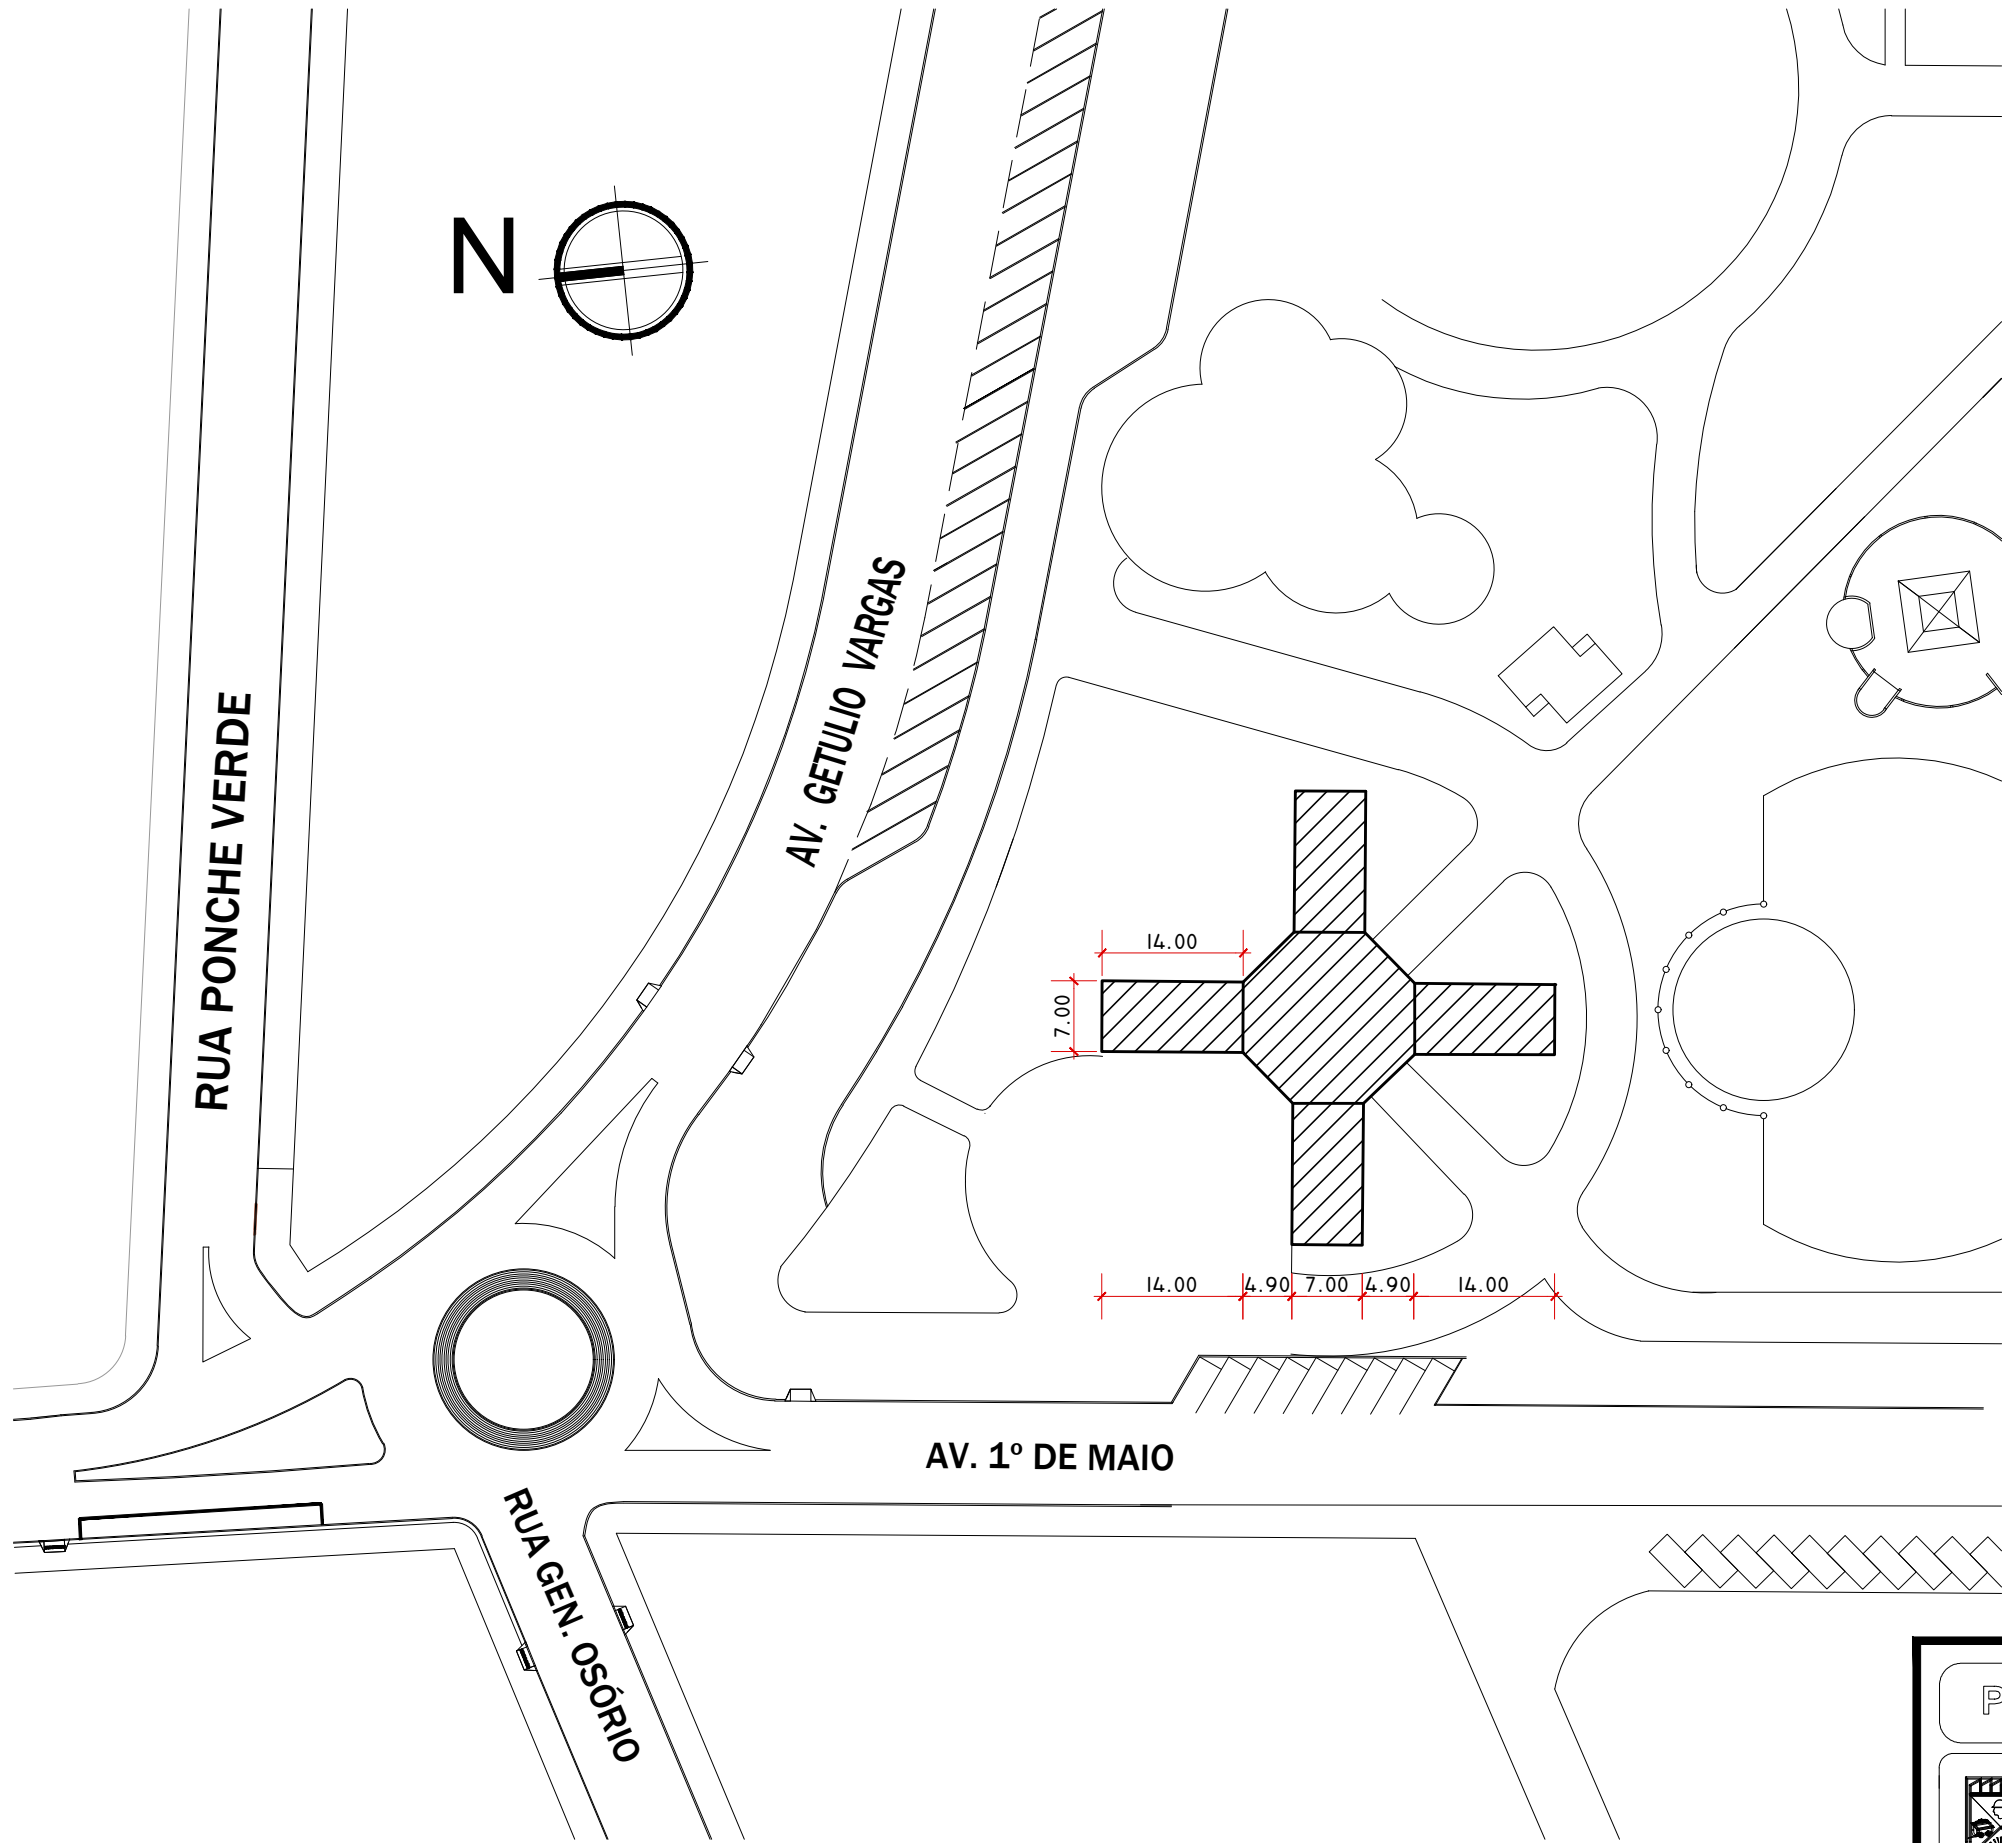 N
AV. GETULIO VARGAS
RUA PONCHE VERDE
14.00
7.00
14.00 4.90 7.00 4.90 14.00
AV. 1º DE MAIO
RUA GEN. OSÓRIO
P